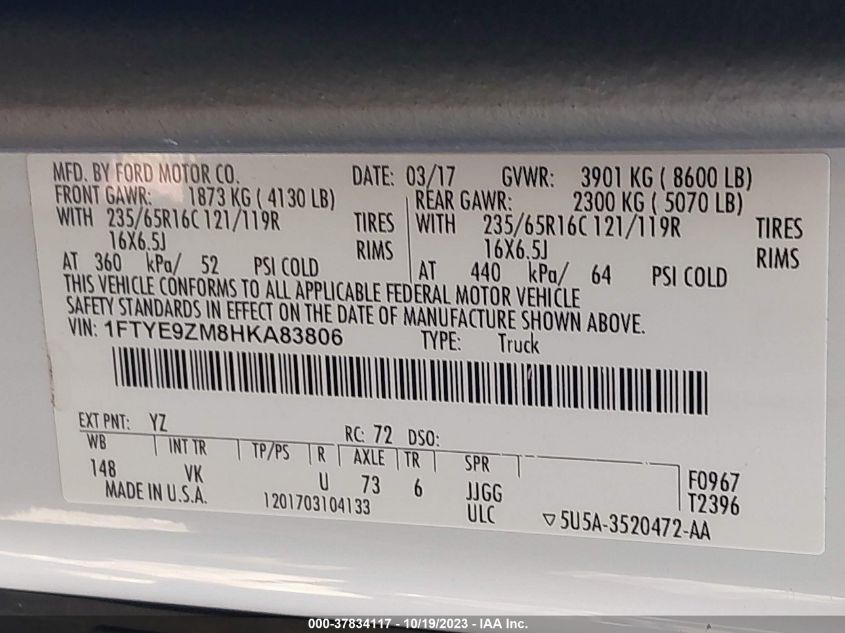 MFD. BY FORD MOTOR CO. DATE: 03/17 GVWR: 3901 KG ( 8600 LB)
FRONT GAWR: 1873 KG ( 4130 LB) REAR GAWR: 2300 KG ( 5070 LB)
WITH 235/65R16C 121/119R TIRES WITH 235/65R16C 121/119R TIRES
16X6.5J RIMS 16X6.5J RIMS
AT 360 kPa/ 52 PSI COLD AT 440 kPa/ 64 PSI COLD
THIS VEHICLE CONFORMS TO ALL APPLICABLE FEDERAL MOTOR VEHICLE
SAFETY STANDARDS IN EFFECT ON THE DATE OF MANUFACTURE SHOWN ABOVE.
VIN: 1FTYE9ZM8HKA83806 TYPE: Truck
EXT PNT: YZ RC: 72 DSO:
WB INT TR TP/PS R AXLE TR SPR
148 VK U 73 6 JJGG F0967
MADE IN U.S.A. 1201703104133 ULC T2396
▽5U5A-3520472-AA
000-37834117 - 10/19/2023 - IAA Inc.